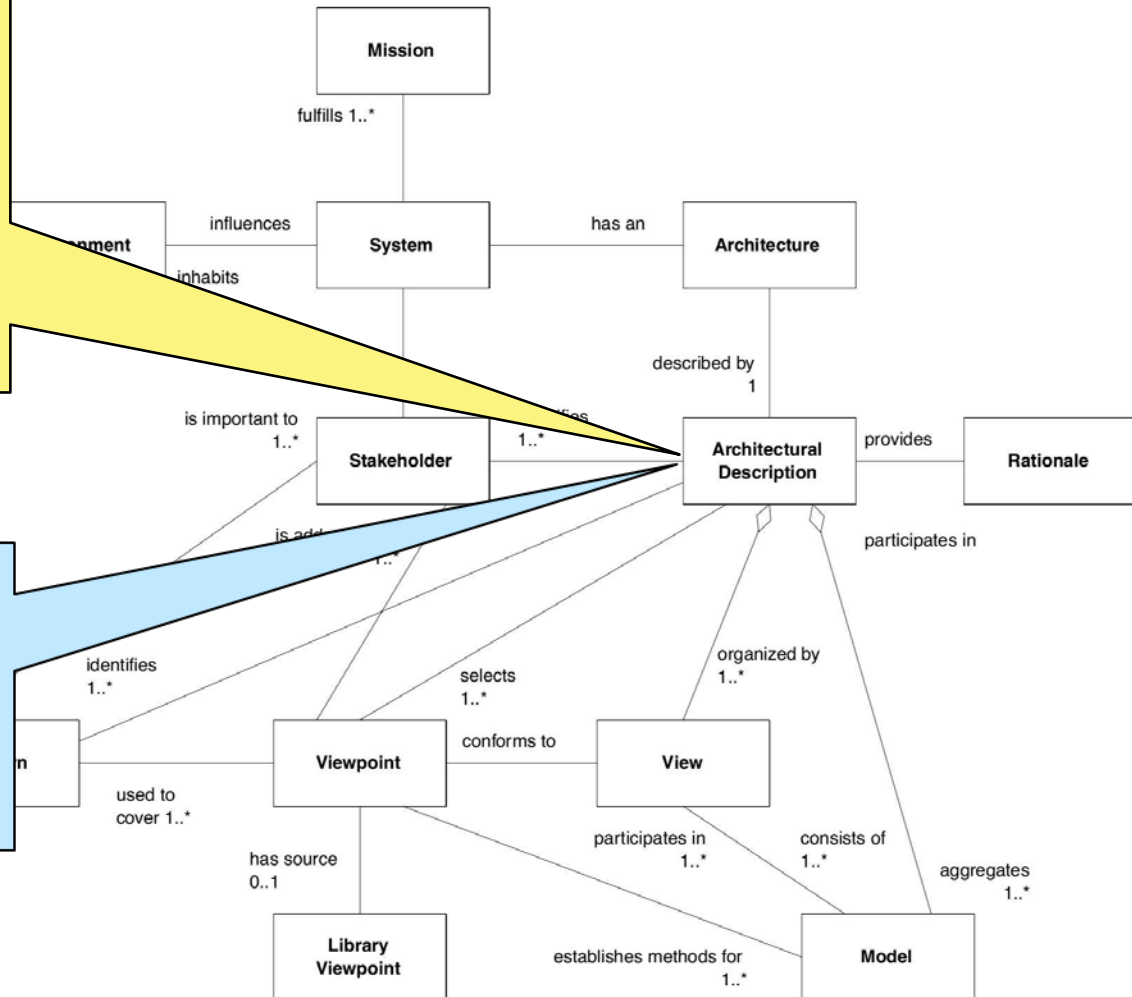 Mission
fulfills 1..*
influences
has an
System
Architecture
inhabits
described by
1
is important to
1..*
1..*
Stakeholder
Architectural
Description
provides
Rationale
participates in
1..*
identifies
1..*
organized by
1..*
selects
1..*
conforms to
Viewpoint
View
used to
cover 1..*
has source
0..1
participates in
1..*
consists of
1..*
aggregates
1..*
Library
Viewpoint
establishes methods for
1..*
Model